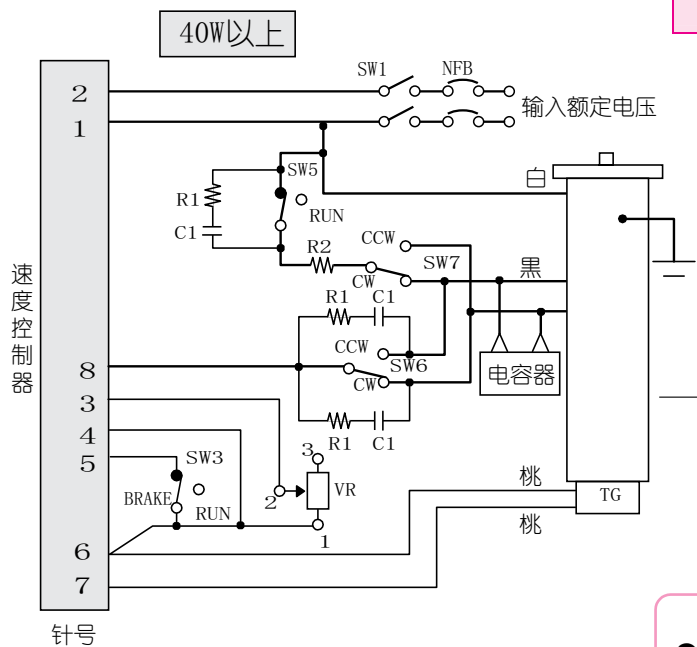 40W以上
2
SW1
NFB
1
输入额定电压
SW5
白
R1
RUN
C1
R2
CCW
SW7
黒
CW
R1
C1
CCW
SW6
电容器
速度控制器
8
CW
3
4
R1
C1
5
SW3
3
VR
桃
BRAKE
RUN
2
TG
1
桃
6
7
针号